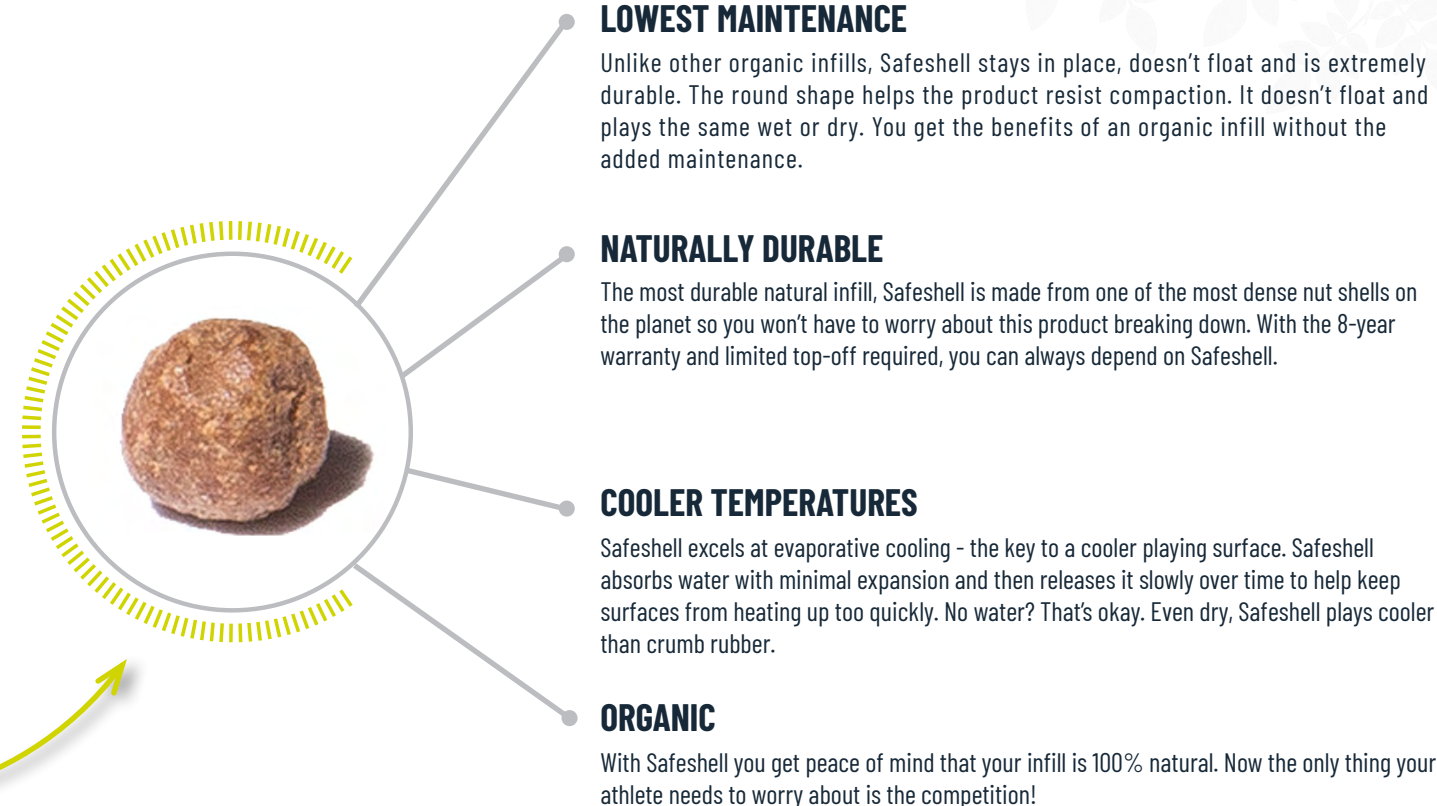 LOWEST MAINTENANCE
Unlike other organic infills, Safeshell stays in place, doesn’t float and is extremely
durable. The round shape helps the product resist compaction. It doesn’t float and
plays the same wet or dry. You get the benefits of an organic infill without the
added maintenance.
NATURALLY DURABLE
The most durable natural infill, Safeshell is made from one of the most dense nut shells on
the planet so you won’t have to worry about this product breaking down. With the 8-year
warranty and limited top-off required, you can always depend on Safeshell.
COOLER TEMPERATURES
Safeshell excels at evaporative cooling - the key to a cooler playing surface. Safeshell
absorbs water with minimal expansion and then releases it slowly over time to help keep
surfaces from heating up too quickly. No water? That’s okay. Even dry, Safeshell plays cooler
than crumb rubber.
ORGANIC
With Safeshell you get peace of mind that your infill is 100% natural. Now the only thing your
athlete needs to worry about is the competition!